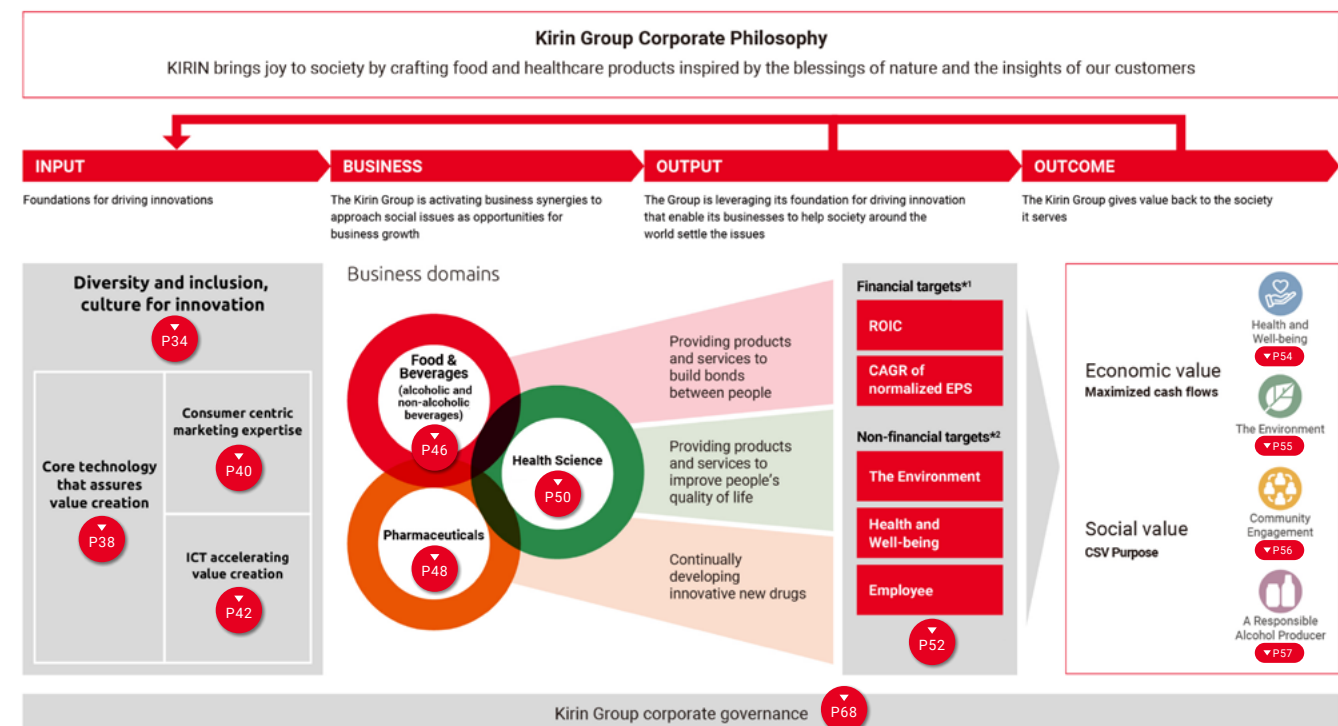 Kirin Group Corporate Philosophy
KIRIN brings joy to society by crafting food and healthcare products inspired by the blessings of nature and the insights of our customers
INPUT
BUSINESS
OUTPUT
OUTCOME
Foundations for driving innovations
The Kirin Group is activating business synergies to
approach social issues as opportunities for
business growth
The Group is leveraging its foundation for driving innovation
that enable its businesses to help society around the
world settle the issues
The Kirin Group gives value back to the society
it serves
Diversity and inclusion,
culture for innovation
P34
Core technology
that assures
value creation
P38
Consumer centric
marketing expertise
P40
ICT accelerating
value creation
P42
Business domains
Food &
Beverages
(alcoholic and
non-alcoholic
beverages)
P46
Health Science
P50
Pharmaceuticals
P48
Providing products
and services to
build bonds
between people
Providing products
and services to
improve people's
quality of life
Continually
developing
innovative new drugs
Financial targets*1
ROIC
CAGR of
normalized EPS
Non-financial targets*2
The Environment
Health and
Well-being
Employee
P52
Economic value
Maximized cash flows
Social value
CSV Purpose
Health and
Well-being
▼P54
The Environment
▼P55
Community
Engagement
▼P56
A Responsible
Alcohol Producer
▼P57
Kirin Group corporate governance
P68